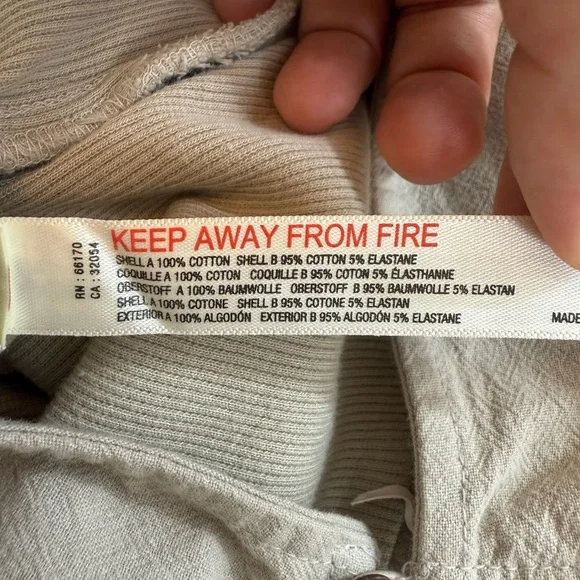 RN : 66170
CA : 32054
KEEP AWAY FROM FIRE
SHELL A 100% COTTON SHELL B 95% COTTON 5% ELASTANE
COQUILLE A 100% COTON COQUILLE B 95% COTON 5% ÉLASTHANNE
OBERSTOFF A 100% BAUMWOLLE OBERSTOFF B 95% BAUMWOLLE 5% ELASTAN
SHELL A 100% COTONE SHELL B 95% COTONE 5% ELASTAN
EXTERIOR A 100% ALGODÓN EXTERIOR B 95% ALGODÓN 5% ELASTANE
MADE